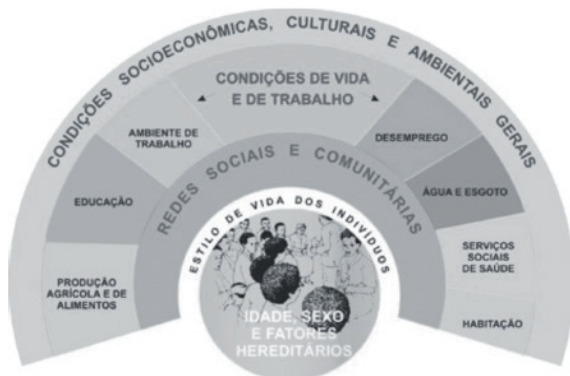 CONDIÇÕES SOCIOECONÔMICAS, CULTURAIS E AMBIENTAIS GERAIS
CONDIÇÕES DE VIDA
E DE TRABALHO
AMBIENTE DE
TRABALHO
DESEMPREGO
REDES SOCIAIS E COMUNITÁRIAS
EDUCAÇÃO
ÁGUA E ESGOTO
ESTILO DE VIDA DOS INDIVÍDUOS
PRODUÇÃO
AGRÍCOLA E DE
ALIMENTOS
SERVIÇOS
SOCIAIS
DE SAÚDE
HABITAÇÃO
IDADE, SEXO
E FATORES
HEREDITÁRIOS